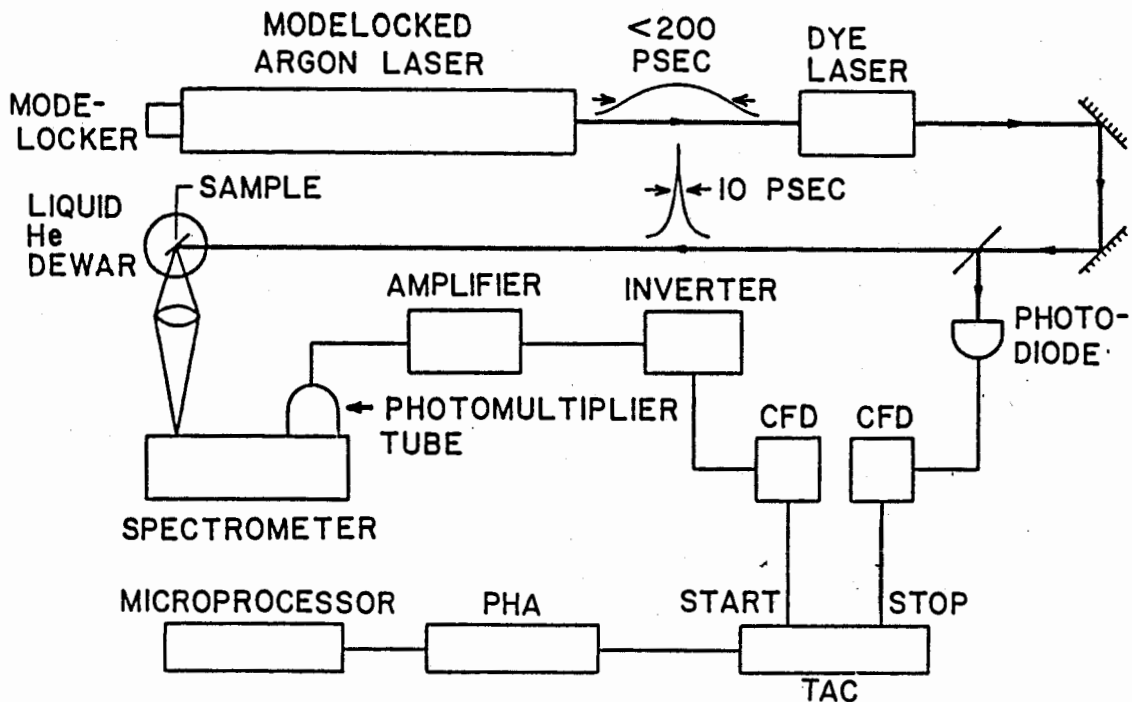 MODELOCKED
ARGON LASER
<200
PSEC
DYE
LASER
MODE-
LOCKER
SAMPLE
10 PSEC
LIQUID
He
DEWAR
AMPLIFIER
INVERTER
PHOTO-
DIODE
PHOTOMULTIPLIER
TUBE
CFD
CFD
SPECTROMETER
MICROPROCESSOR
PHA
START
STOP
TAC